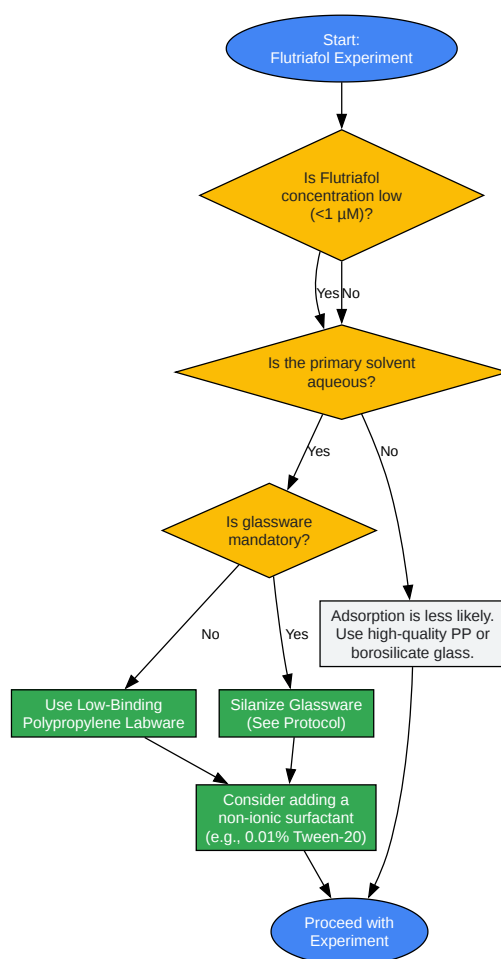 Start:
Flutriafol Experiment
Is Flutriafol
concentration low
(<1 µM)?
Yes
No
Is the primary solvent
aqueous?
Yes
No
Is glassware
mandatory?
Adsorption is less likely.
Use high-quality PP or
borosilicate glass.
No
Yes
Use Low-Binding
Polypropylene Labware
Silanize Glassware
(See Protocol)
Consider adding a
non-ionic surfactant
(e.g., 0.01% Tween-20)
Proceed with
Experiment